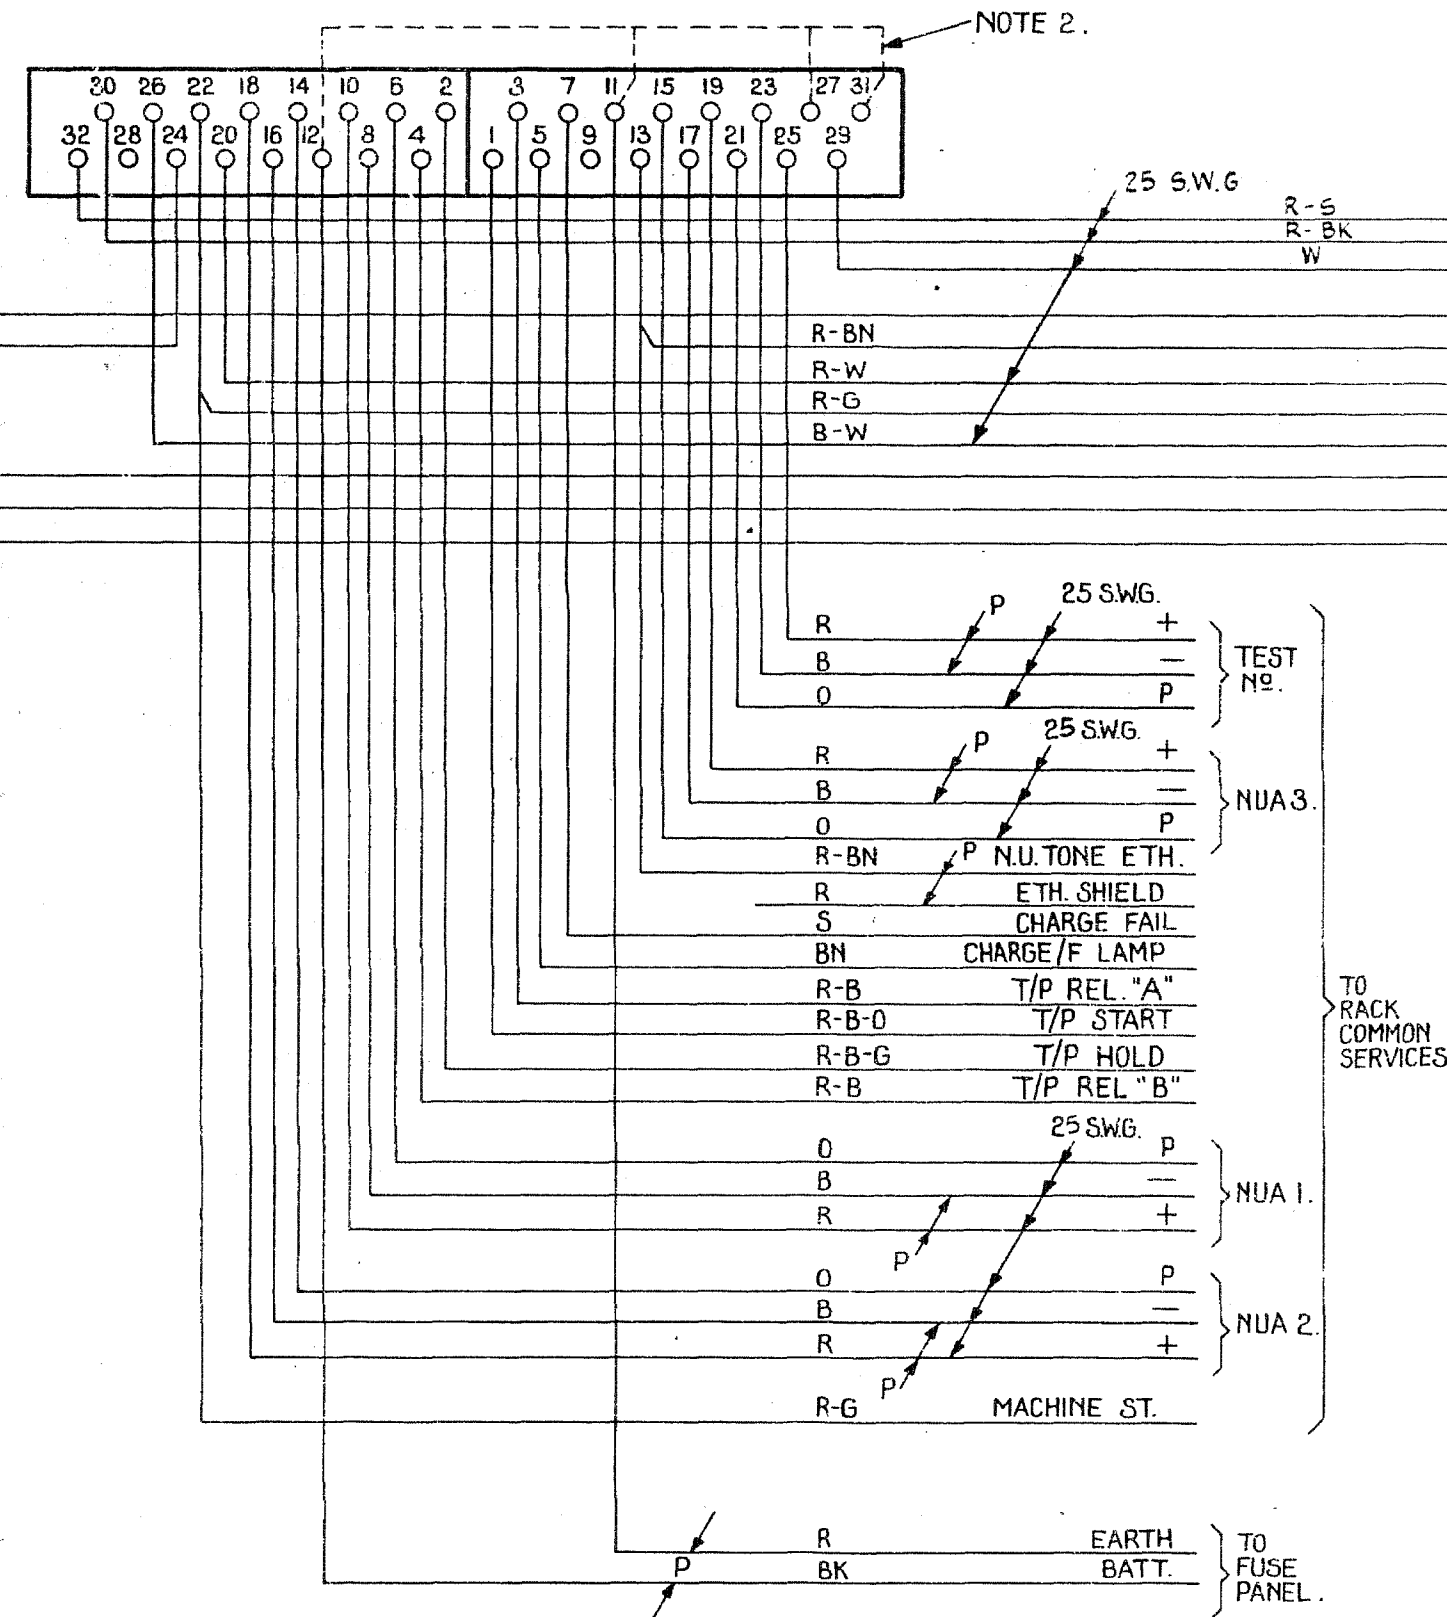 NOTE 2.
30 26 22 18 14 10 6 2 3 7 11 15 19 23 27 31
32 28 24 20 16 12 8 4 1 5 9 13 17 21 25 29
25 S.W.G
R-S
R-BK
W
R-BN
R-W
R-G
B-W
P 25 S.W.G.
R +
B —
O P
TEST
Nº.
P 25 S.W.G.
R +
B —
O P
NUA 3.
R-BN P N.U. TONE ETH.
R ETH. SHIELD
S CHARGE FAIL
BN CHARGE/F LAMP
R-B T/P REL. "A"
R-B-O T/P START
R-B-G T/P HOLD
R-B T/P REL "B"
TO
RACK
COMMON
SERVICES
25 S.W.G.
O P
B —
R +
P
NUA 1.
O P
B —
R +
P
NUA 2.
R-G MACHINE ST.
R EARTH
P BK BATT.
TO
FUSE
PANEL.